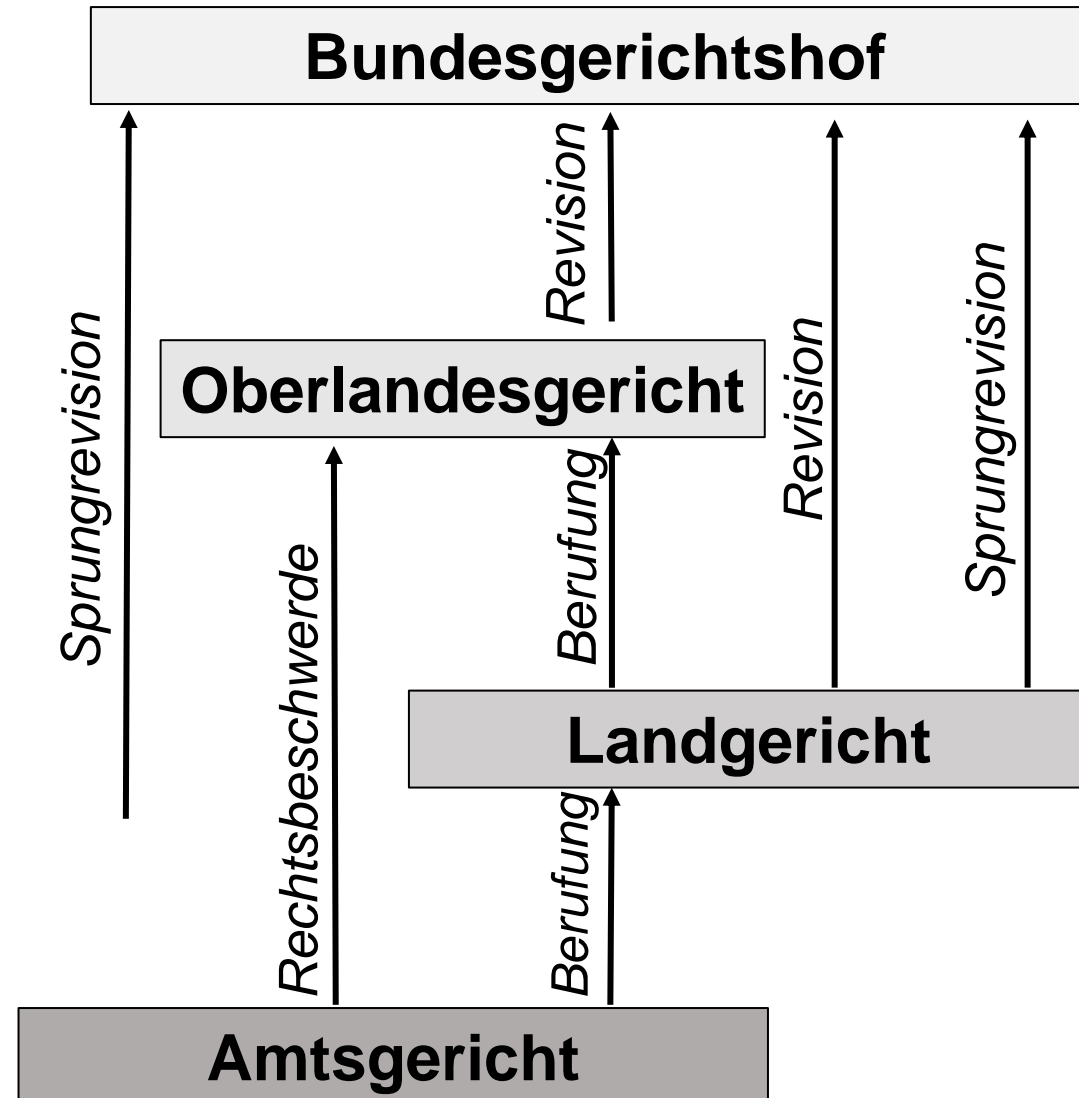 Bundesgerichtshof
Sprungrevision
Revision
Revision
Sprungrevision
Oberlandesgericht
Rechtsbeschwerde
Berufung
Landgericht
Berufung
Amtsgericht